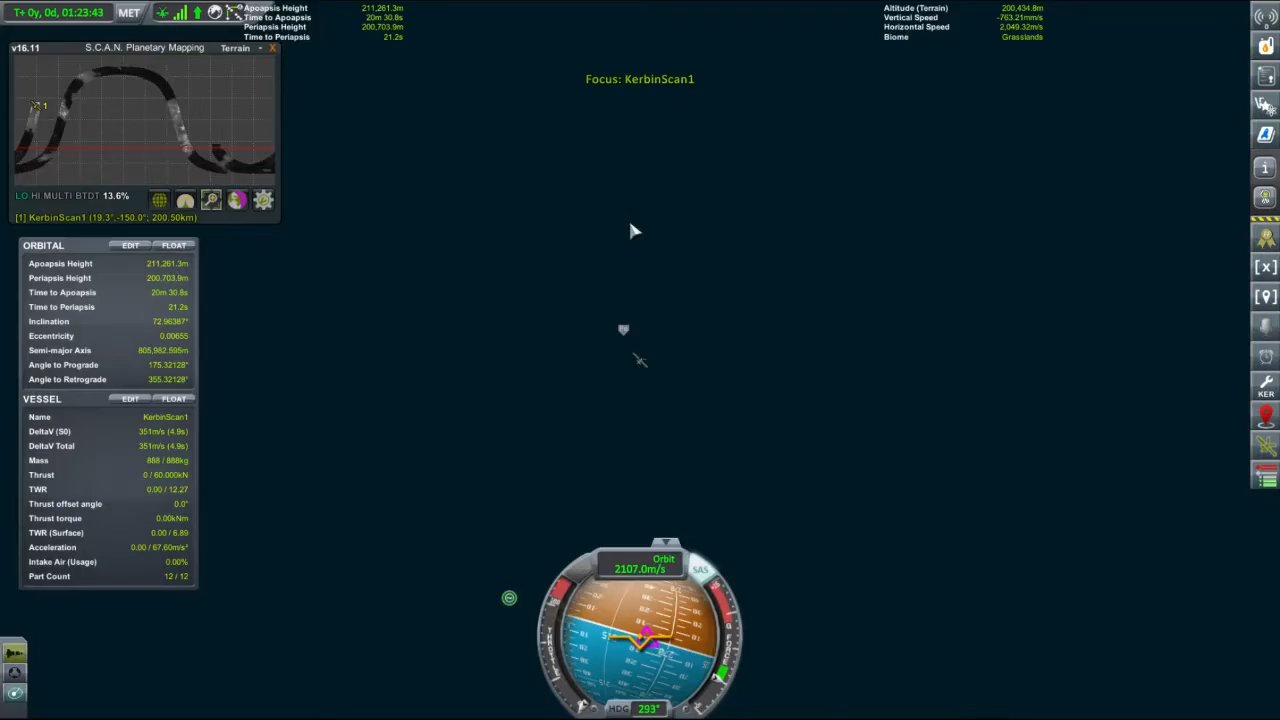 T+ 0y, 0d, 01:23:43 MET
Apoapsis Height 211,261.3m
Time to Apoapsis 20m 30.8s
Periapsis Height 200,703.9m
Time to Periapsis 21.2s
Altitude (Terrain) 200,434.8m
Vertical Speed -763.21mm/s
Horizontal Speed 2,049.32m/s
Biome Grasslands
v16.11 S.C.A.N. Planetary Mapping Terrain - X
1
LO HI MULTI BTDT 13.6%
[1] KerbinScan1 (19.3°,-150.0°; 200.50km)
Focus: KerbinScan1
ORBITAL EDIT FLOAT
Apoapsis Height 211,261.3m
Periapsis Height 200,703.9m
Time to Apoapsis 20m 30.8s
Time to Periapsis 21.2s
Inclination 72.96387°
Eccentricity 0.00655
Semi-major Axis 805,982.595m
Angle to Prograde 175.32128°
Angle to Retrograde 355.32128°
VESSEL EDIT FLOAT
Name KerbinScan1
DeltaV (S0) 351m/s (4.9s)
DeltaV Total 351m/s (4.9s)
Mass 888 / 888kg
Thrust 0 / 60.000kN
TWR 0.00 / 12.27
Thrust offset angle 0.0°
Thrust torque 0.00kNm
TWR (Surface) 0.00 / 6.89
Acceleration 0.00 / 67.60m/s²
Intake Air (Usage) 0.00%
Part Count 12 / 12
KER
Orbit
2107.0m/s
SAS
HDG 293°